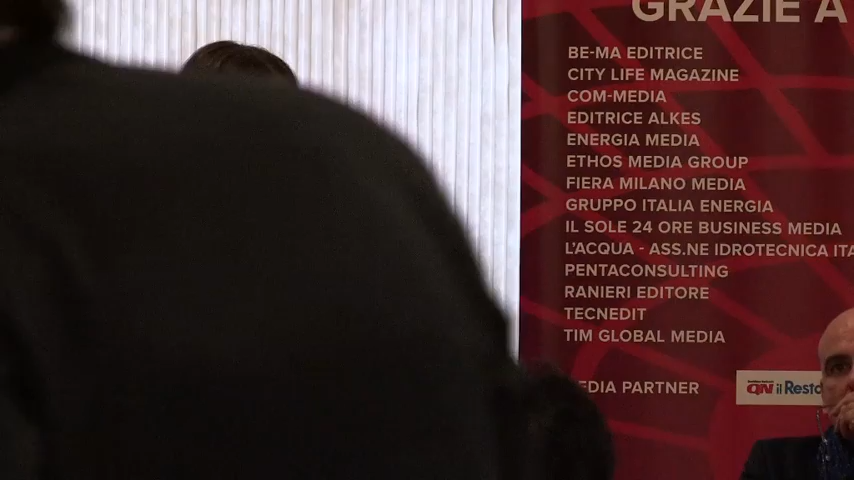 GRAZIE A
BE-MA EDITRICE
CITY LIFE MAGAZINE
COM-MEDIA
EDITRICE ALKES
ENERGIA MEDIA
ETHOS MEDIA GROUP
FIERA MILANO MEDIA
GRUPPO ITALIA ENERGIA
IL SOLE 24 ORE BUSINESS MEDIA
L'ACQUA - ASS.NE IDROTECNICA ITA
PENTACONSULTING
RANIERI EDITORE
TECNEDIT
TIM GLOBAL MEDIA
EDIA PARTNER
QN il Resto